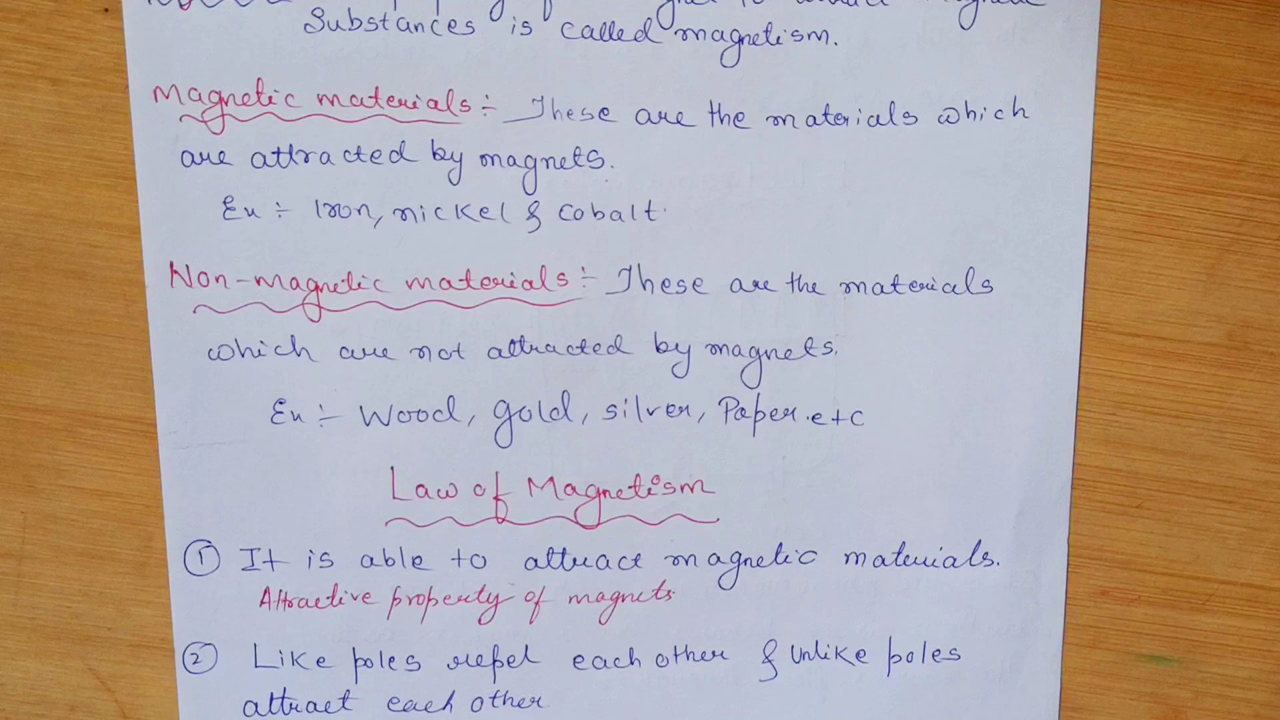 Substances is called magnetism.
Magnetic materials :- These are the materials which
are attracted by magnets.
Ex :- Iron, nickel & cobalt.
Non-magnetic materials :- These are the materials
which are not attracted by magnets.
Ex :- Wood, gold, silver, Paper.etc
Law of Magnetism
① It is able to attract magnetic materials.
Attractive property of magnets
② Like poles repel each other & Unlike poles
attract each other